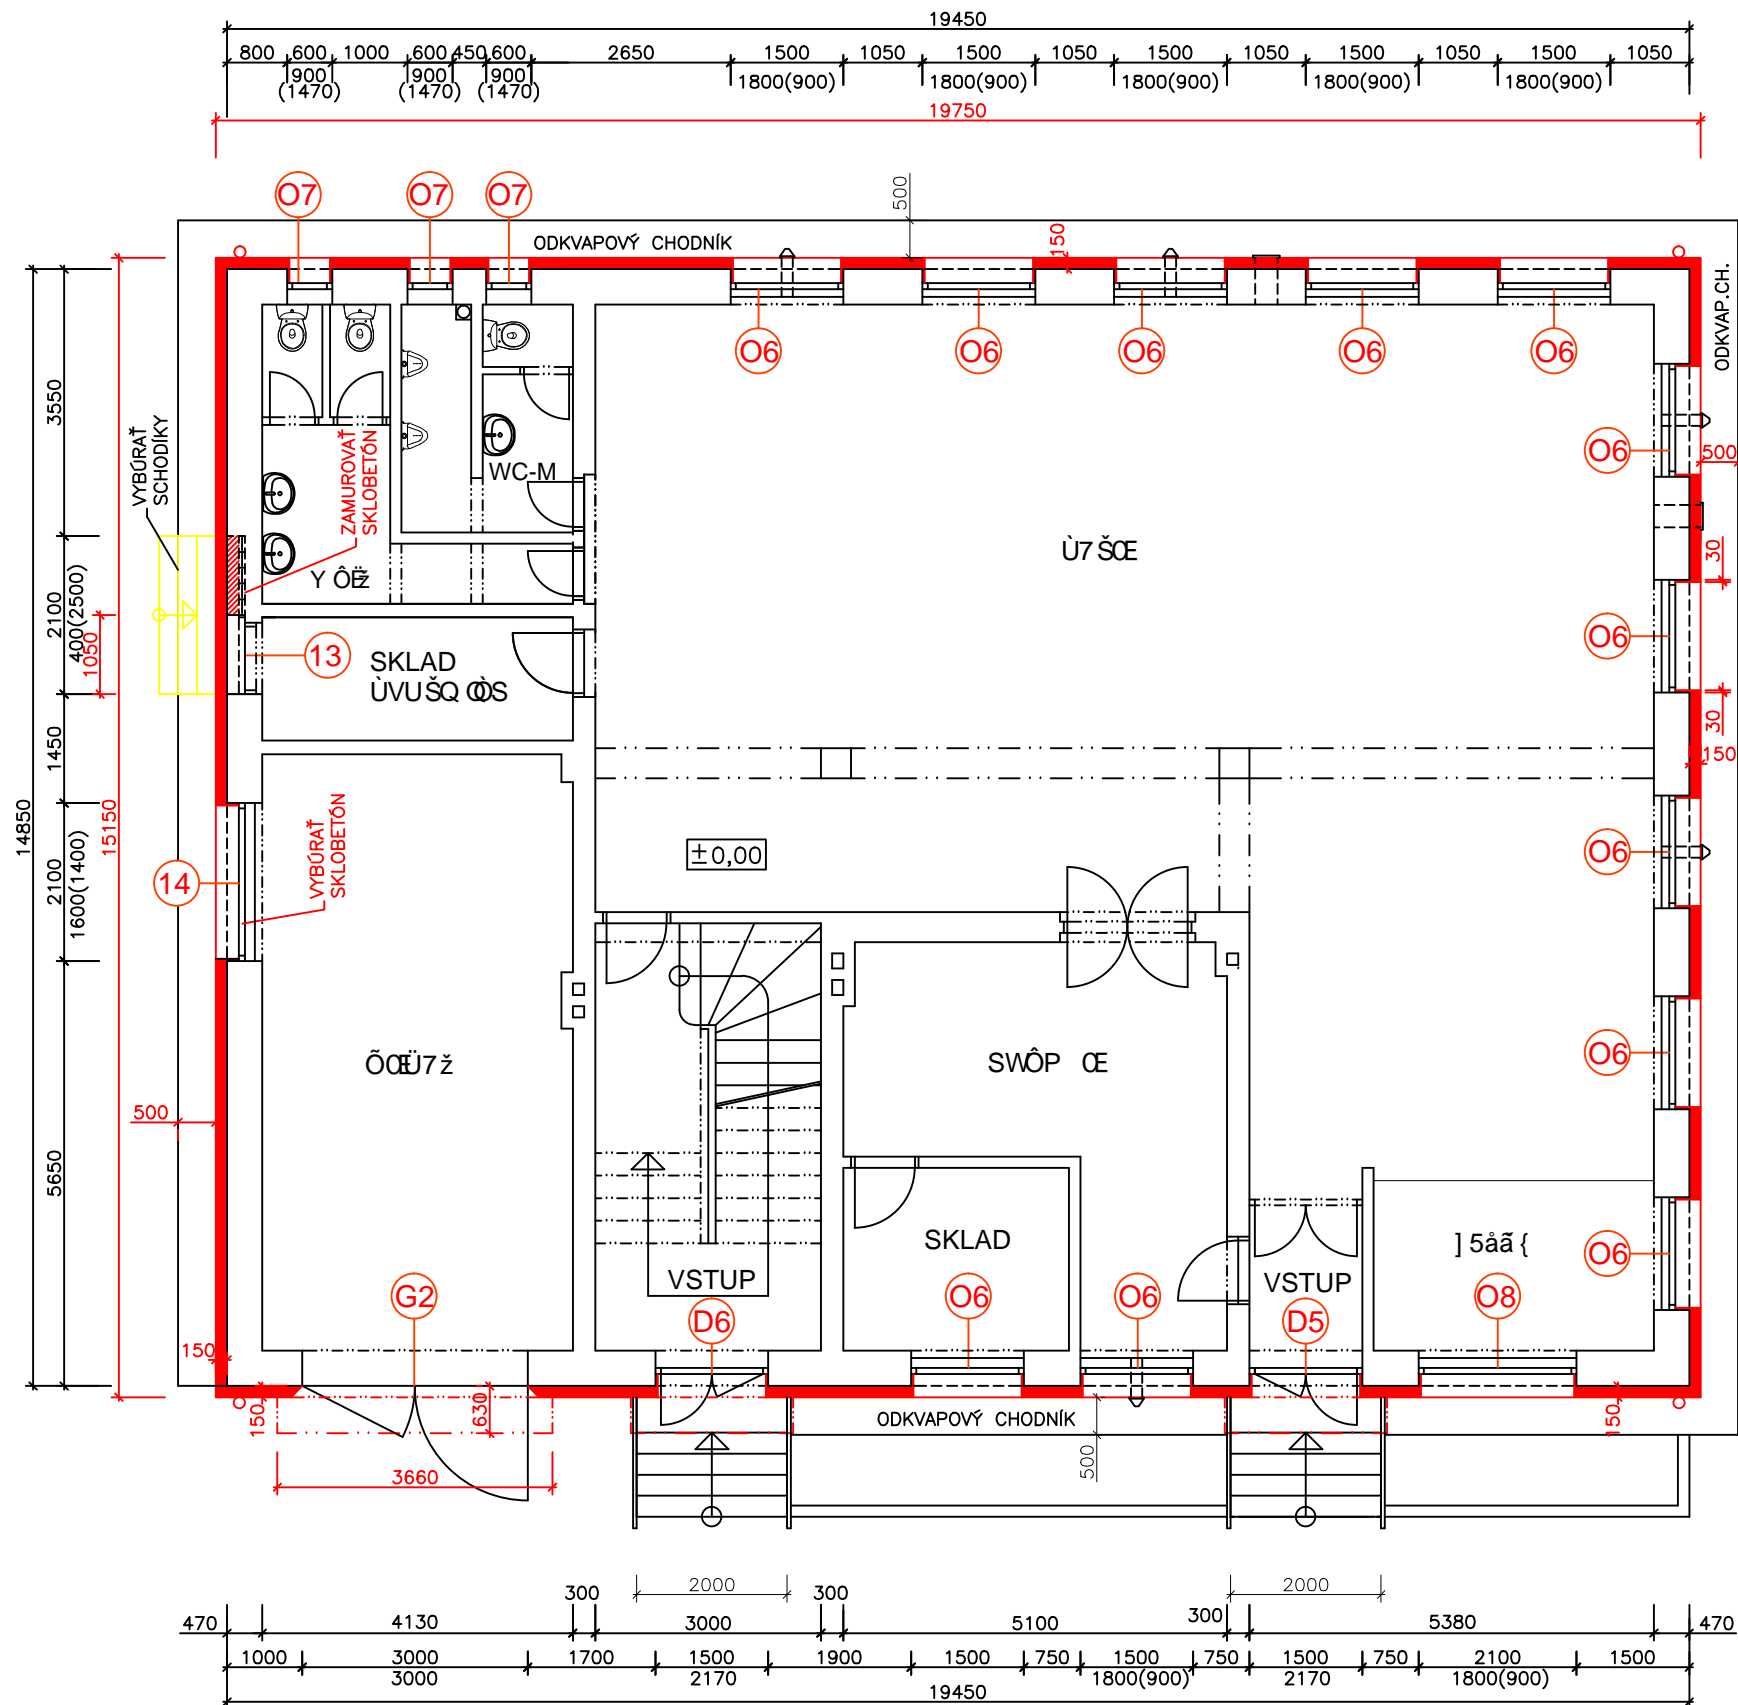 19450
800 600 1000 600 450 600 2650 1500 1050 1500 1050 1500 1050 1500 1050 1500 1050
900 900 900 1800(900) 1800(900) 1800(900) 1800(900) 1800(900)
(1470) (1470) (1470)
19750
O7 O7 O7
500
ODKVAPOVÝ CHODNÍK
150
ODKVAP.CH.
O6 O6 O6 O6 O6
3550
VYBÚRAŤ
SCHODÍKY
ZAMUROVAŤ
SKLOBETÓN
WC-M
O6
500
30
2100
400(2500)
1050
13
SKLAD
O6
30
150
1450
14850
15150
2100
1600(1400)
14
VYBÚRAŤ
SKLOBETÓN
±0,00
O6
O6
500
5650
SKLAD
VSTUP
VSTUP
O6
G2
D6
O6
O6
D5
O8
150
150
630
ODKVAPOVÝ CHODNÍK
500
150
3660
2000
2000
300 300 300
470 4130 3000 5100 5380 470
1000 3000 1700 1500 1900 1500 750 1500 750 1500 750 2100 1500
3000 2170 1800(900) 2170 1800(900)
19450